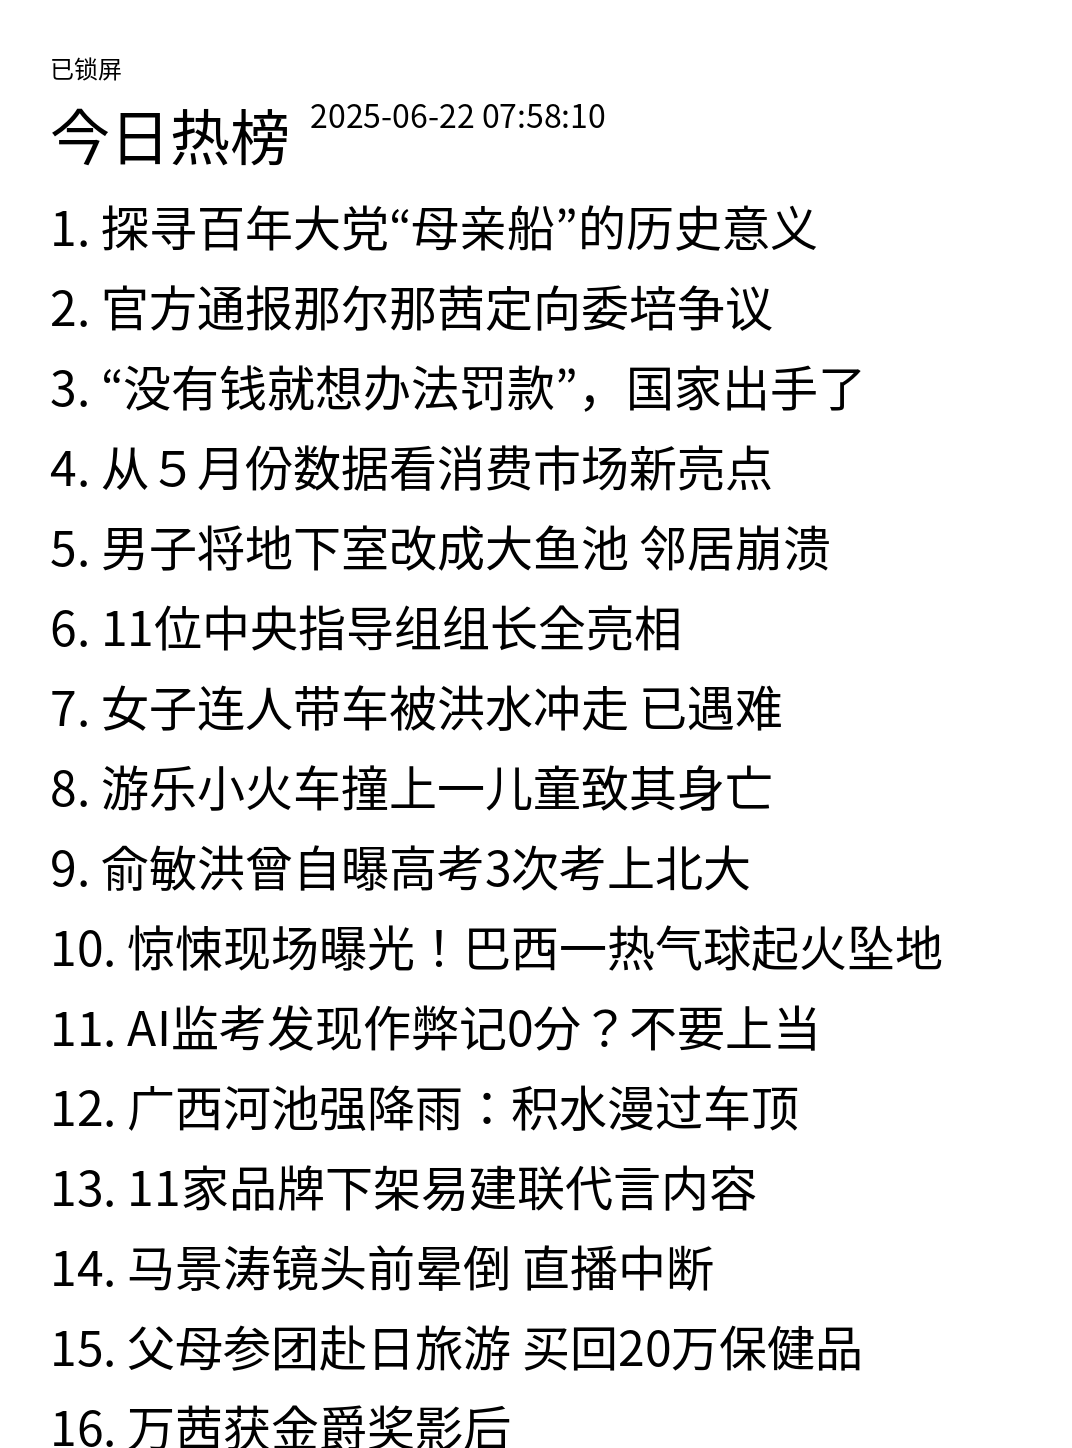 已锁屏
今日热榜 2025-06-22 07:58:10
1. 探寻百年大党“母亲船”的历史意义
2. 官方通报那尔那茜定向委培争议
3. “没有钱就想办法罚款”，国家出手了
4. 从５月份数据看消费市场新亮点
5. 男子将地下室改成大鱼池 邻居崩溃
6. 11位中央指导组组长全亮相
7. 女子连人带车被洪水冲走 已遇难
8. 游乐小火车撞上一儿童致其身亡
9. 俞敏洪曾自曝高考3次考上北大
10. 惊悚现场曝光！巴西一热气球起火坠地
11. AI监考发现作弊记0分？不要上当
12. 广西河池强降雨：积水漫过车顶
13. 11家品牌下架易建联代言内容
14. 马景涛镜头前晕倒 直播中断
15. 父母参团赴日旅游 买回20万保健品
16. 万茜获金爵奖影后